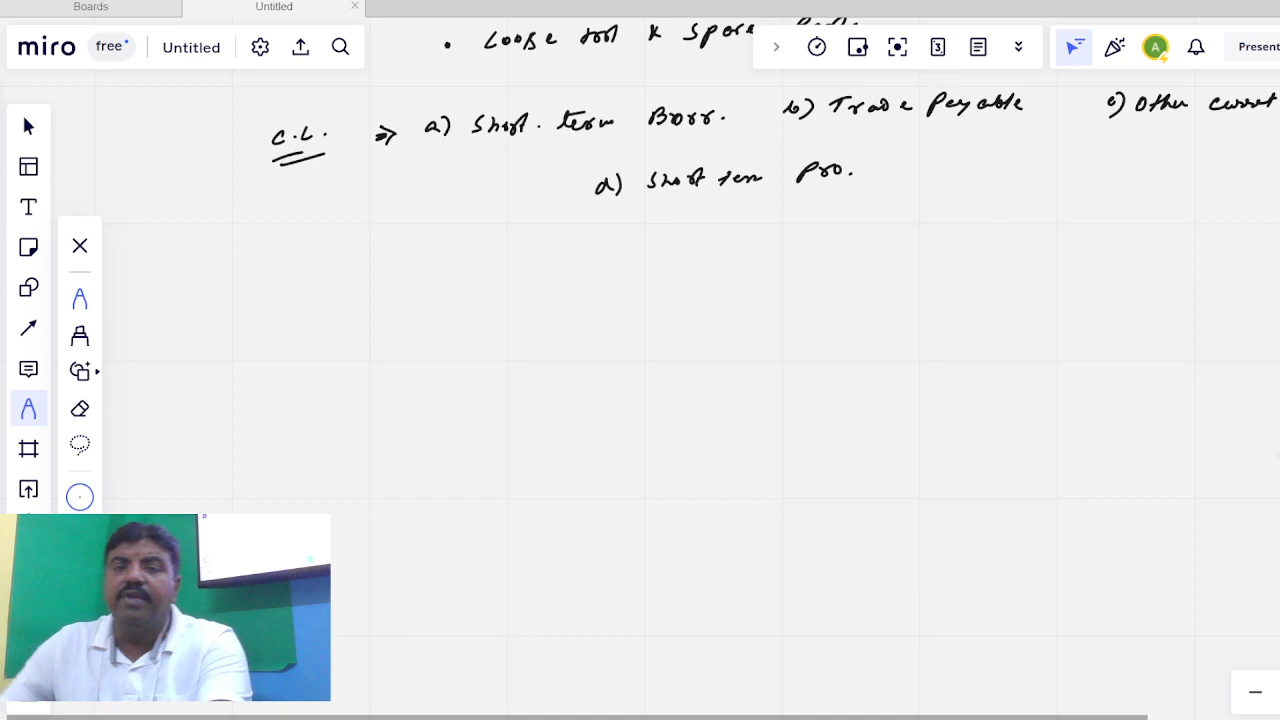 Boards Untitled
miro free Untitled Present
• Loose tool & spare
C.L. ⇒ a) Short. term Borr. b) Trade Payable c) Other current
d) Short term Pro.